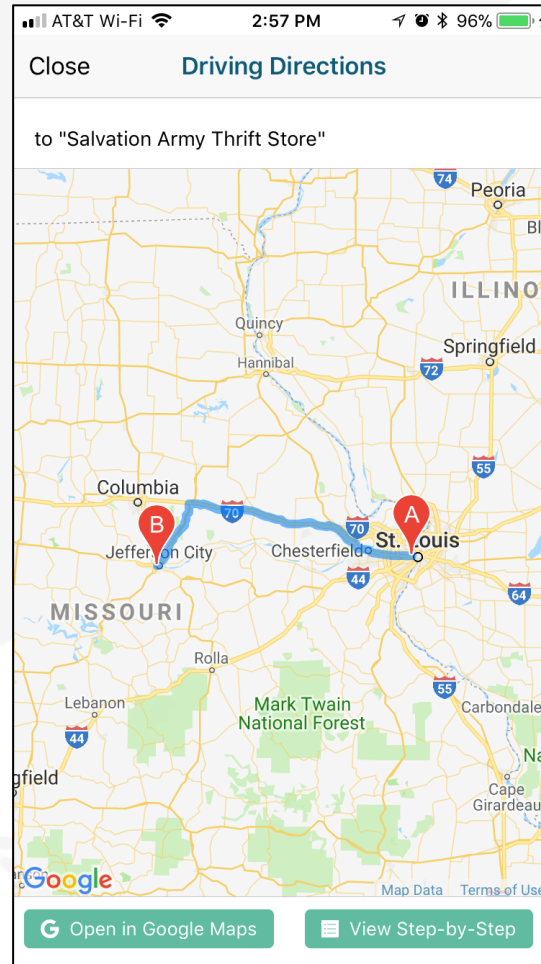 AT&T Wi-Fi 2:57 PM 96%
Close Driving Directions
to "Salvation Army Thrift Store"
74
Peoria
Bl
ILLINO
Quincy
Springfield
Hannibal
72
55
Columbia
70
A
B
70
St. Louis
Jefferson City
Chesterfield
44
64
MISSOURI
Rolla
55
Lebanon
Mark Twain
National Forest
Carbondale
44
Na
gfield
Cape
Girardeau
Google
Map Data Terms of Use
G Open in Google Maps View Step-by-Step